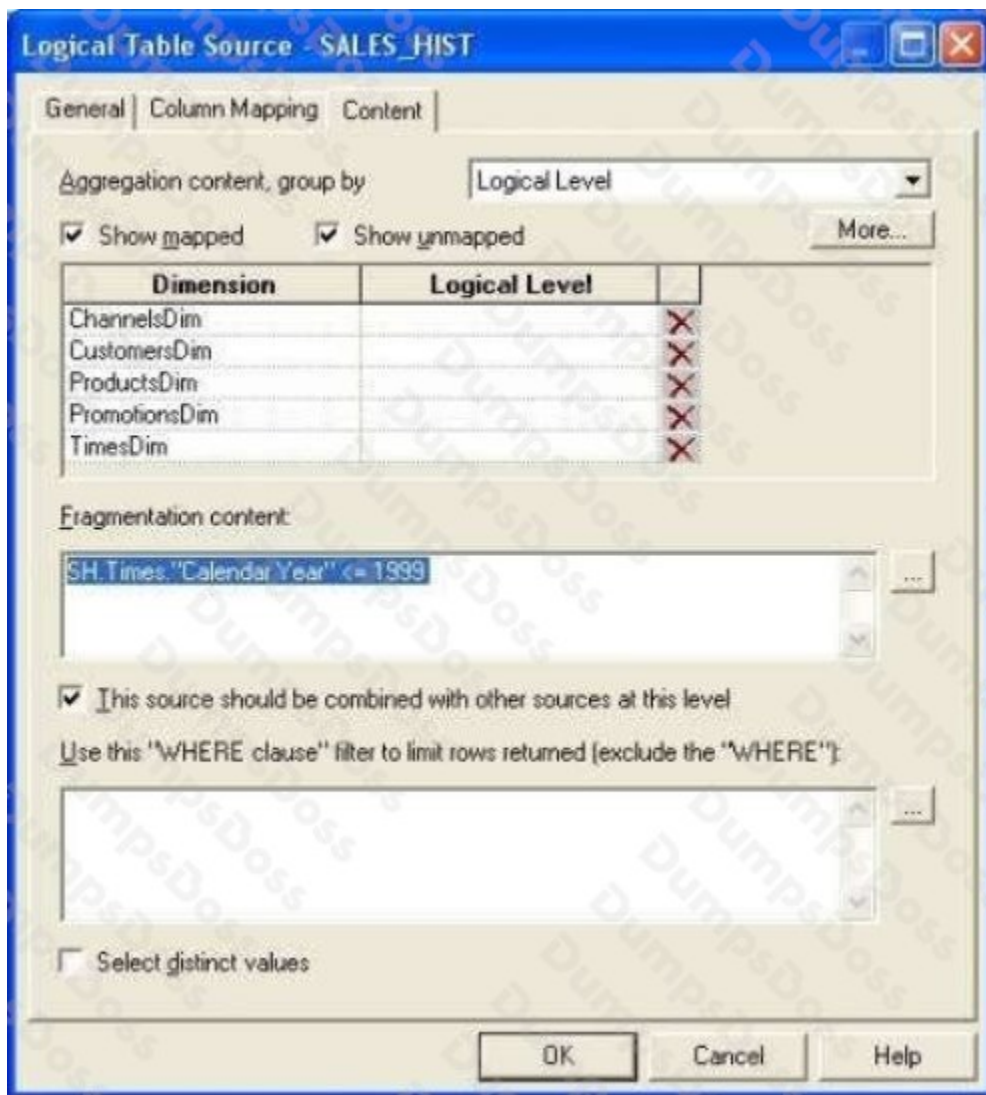 Logical Table Source - SALES_HIST
General Column Mapping Content
Aggregation content, group by Logical Level
Show mapped Show unmapped More...
Dimension Logical Level
ChannelsDim
CustomersDim
ProductsDim
PromotionsDim
TimesDim
Fragmentation content:
SH.Times."Calendar Year" <= 1999
...
This source should be combined with other sources at this level
Use this "WHERE clause" filter to limit rows returned (exclude the "WHERE"):
...
Select distinct values
OK Cancel Help
DumpsDoss